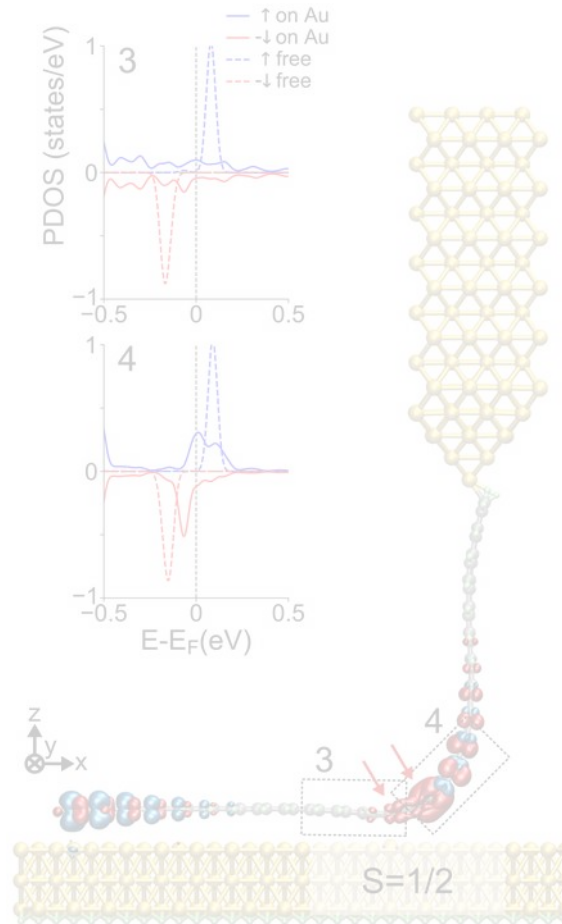 ↑ on Au
-↓ on Au
↑ free
-↓ free
3
PDOS (states/eV)
1
0
−1
−0.5
0
0.5
4
1
0
−1
−0.5
0
0.5
E-E_F(eV)
z
y
x
3
4
S=1/2